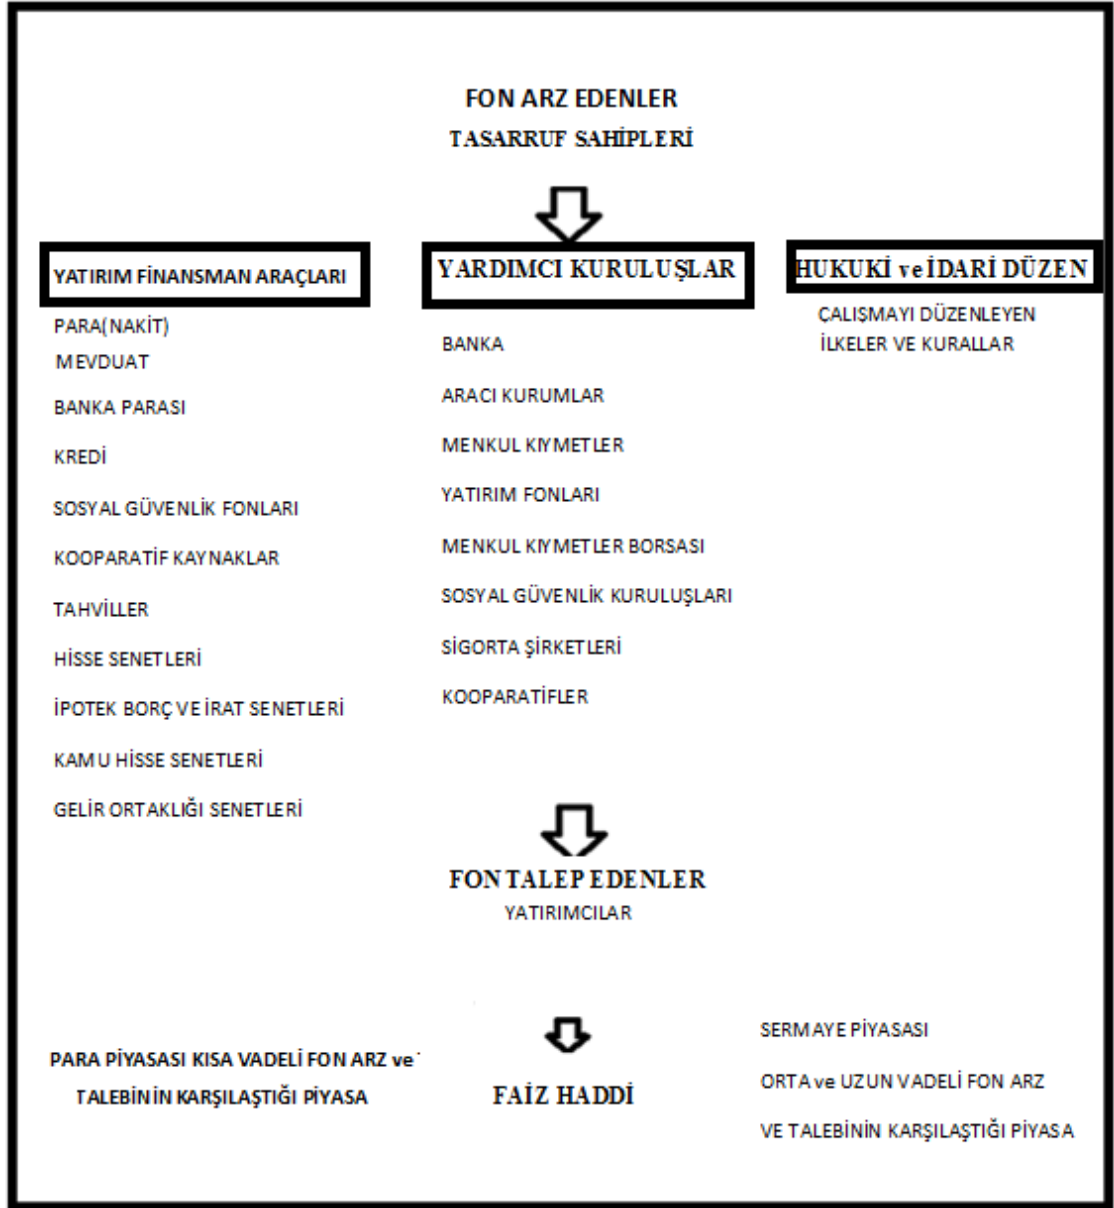 FON ARZ EDENLER
TASARRUF SAHİPLERİ
YATIRIM FİNANSMAN ARAÇLARI
PARA(NAKİT)
MEVDUAT
BANKA PARASI
KREDİ
SOSYAL GÜVENLİK FONLARI
KOOPARATİF KAYNAKLAR
TAHVİLLER
HİSSE SENETLERİ
İPOTEK BORÇ VE İRAT SENETLERİ
KAMU HİSSE SENETLERİ
GELİR ORTAKLIĞI SENETLERİ
YARDIMCI KURULUŞLAR
BANKA
ARACI KURUMLAR
MENKUL KIYMETLER
YATIRIM FONLARI
MENKUL KIYMETLER BORSASI
SOSYAL GÜVENLİK KURULUŞLARI
SİGORTA ŞİRKETLERİ
KOOPARATİFLER
HUKUKİ ve İDARİ DÜZEN
ÇALIŞMAYI DÜZENLEYEN
İLKELER VE KURALLAR
FON TALEP EDENLER
YATIRIMCILAR
PARA PİYASASI KISA VADELİ FON ARZ ve
TALEBİNİN KARŞILAŞTIĞI PİYASA
FAİZ HADDİ
SERMAYE PİYASASI
ORTA ve UZUN VADELİ FON ARZ
VE TALEBİNİN KARŞILAŞTIĞI PİYASA